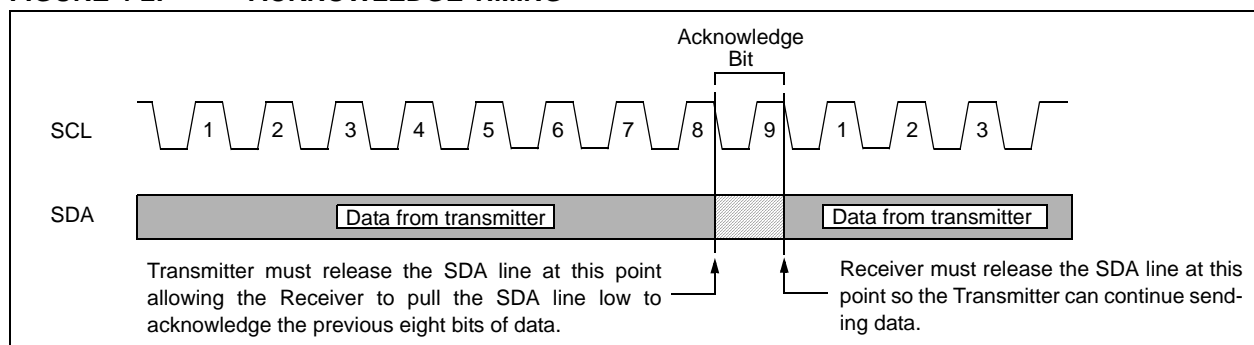 Acknowledge
Bit
SCL
1 2 3 4 5 6 7 8 9 1 2 3
SDA
Data from transmitter
Data from transmitter
Transmitter must release the SDA line at this point
allowing the Receiver to pull the SDA line low to
acknowledge the previous eight bits of data.
Receiver must release the SDA line at this
point so the Transmitter can continue send-
ing data.